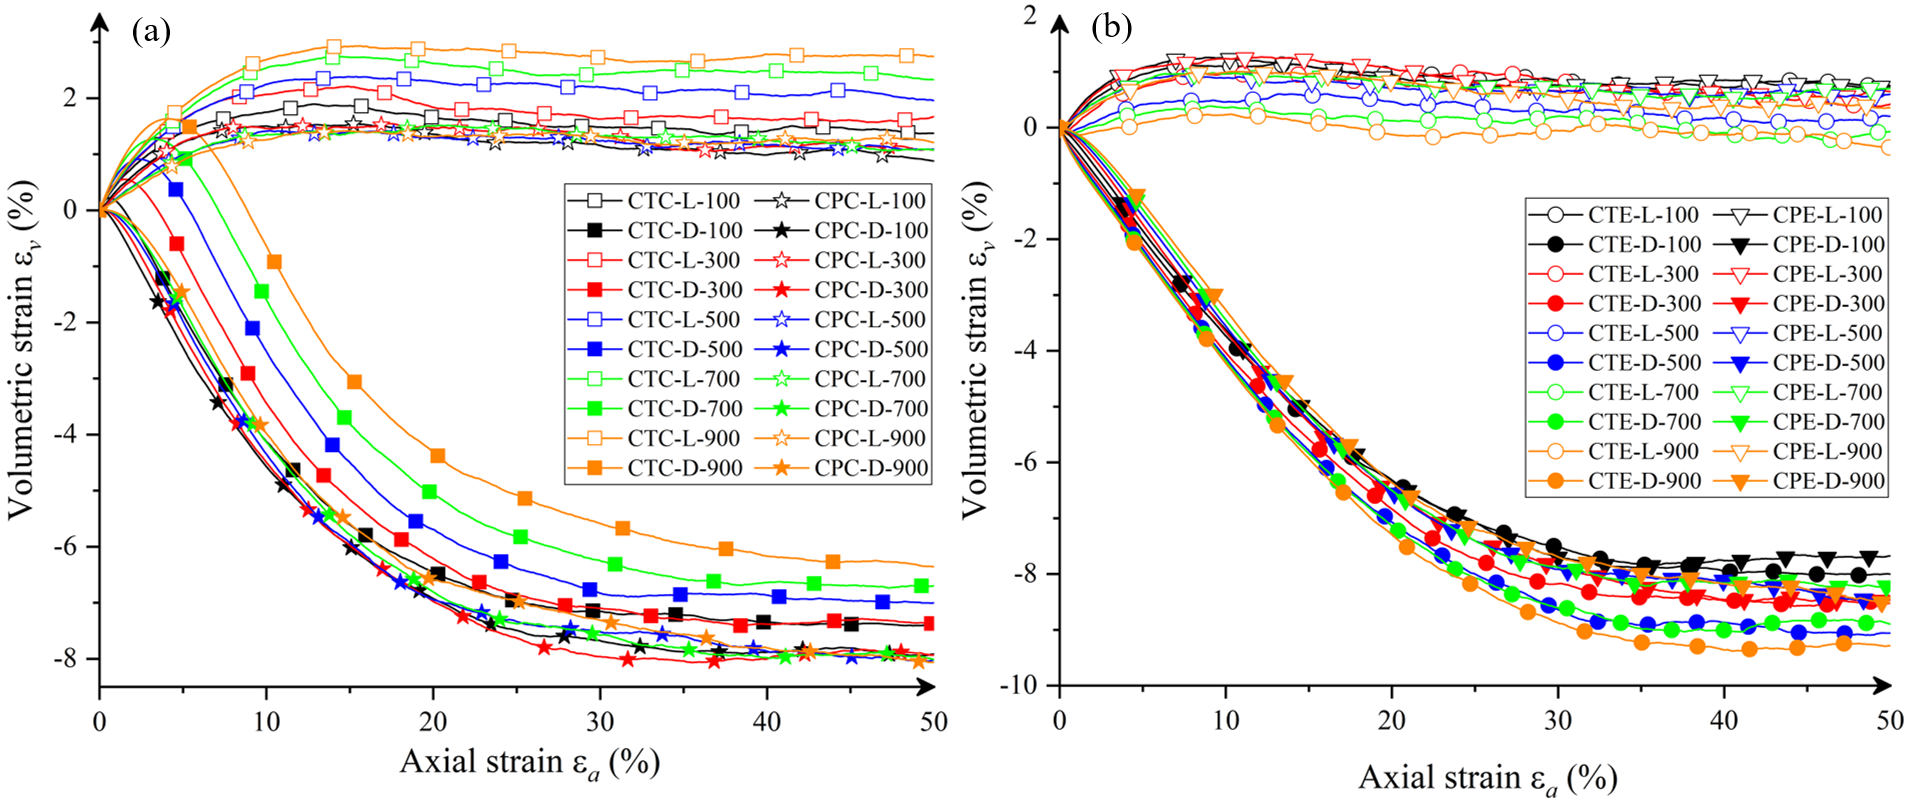 (a)
2
0
-2
-4
-6
-8
0 10 20 30 40 50
Volumetric strain εv (%)
Axial strain εa (%)
CTC-L-100 CPC-L-100
CTC-D-100 CPC-D-100
CTC-L-300 CPC-L-300
CTC-D-300 CPC-D-300
CTC-L-500 CPC-L-500
CTC-D-500 CPC-D-500
CTC-L-700 CPC-L-700
CTC-D-700 CPC-D-700
CTC-L-900 CPC-L-900
CTC-D-900 CPC-D-900
(b)
2
0
-2
-4
-6
-8
-10
0 10 20 30 40 50
Volumetric strain εv (%)
Axial strain εa (%)
CTE-L-100 CPE-L-100
CTE-D-100 CPE-D-100
CTE-L-300 CPE-L-300
CTE-D-300 CPE-D-300
CTE-L-500 CPE-L-500
CTE-D-500 CPE-D-500
CTE-L-700 CPE-L-700
CTE-D-700 CPE-D-700
CTE-L-900 CPE-L-900
CTE-D-900 CPE-D-900